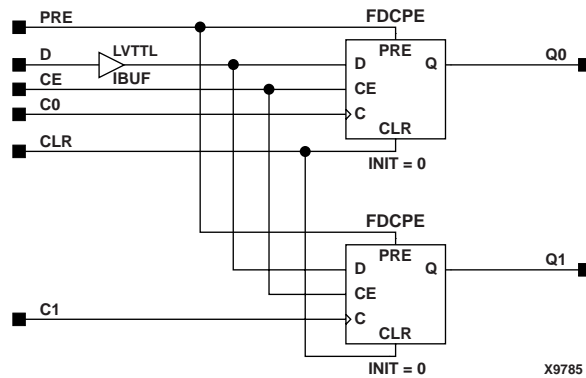 PRE
FDCPE
D
LVTTL
IBUF
D
PRE
Q
Q0
CE
CE
C0
C
CLR
CLR
INIT = 0
FDCPE
PRE
D
Q
Q1
CE
C1
C
CLR
INIT = 0
X9785